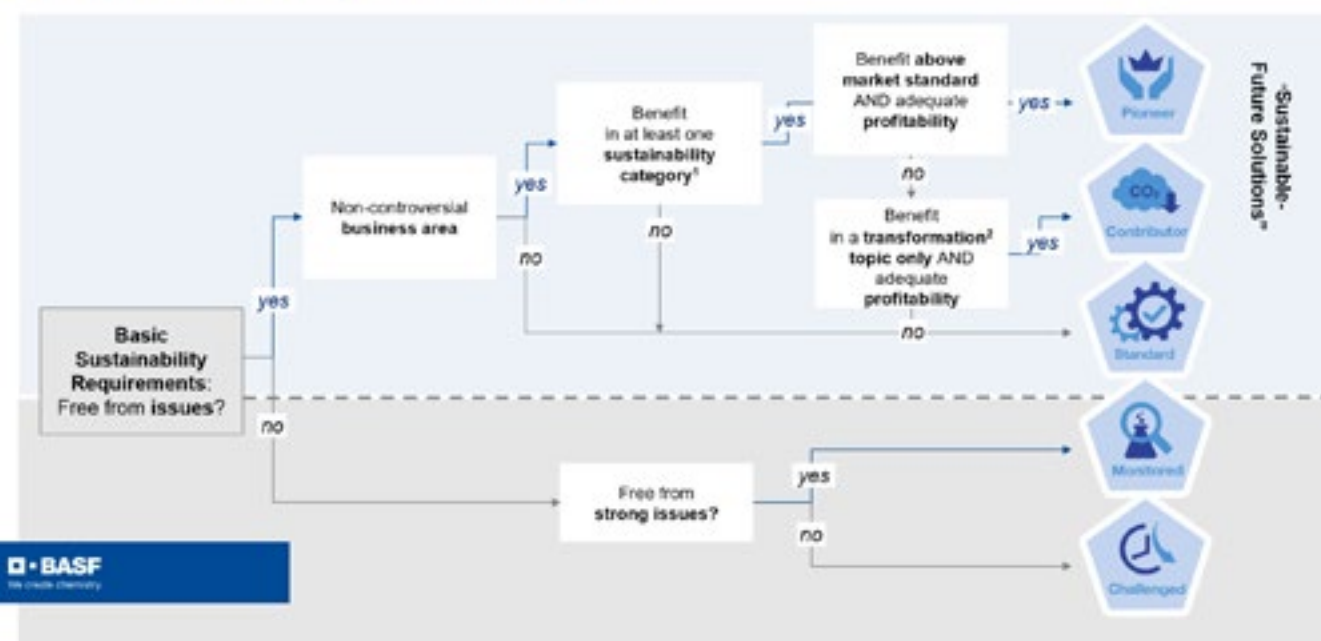 Basic
Sustainability
Requirements:
Free from issues?
yes
no
Non-controversial
business area
yes
no
Benefit
in at least one
sustainability
category¹
yes
no
Benefit above
market standard
AND adequate
profitability
yes
no
Benefit
in a transformation²
topic only AND
adequate
profitability
yes
no
Free from
strong issues?
yes
no
Pioneer
CO₂
Contributor
Standard
Monitored
Challenged
"Sustainable-
Future Solutions"
BASF
We create chemistry